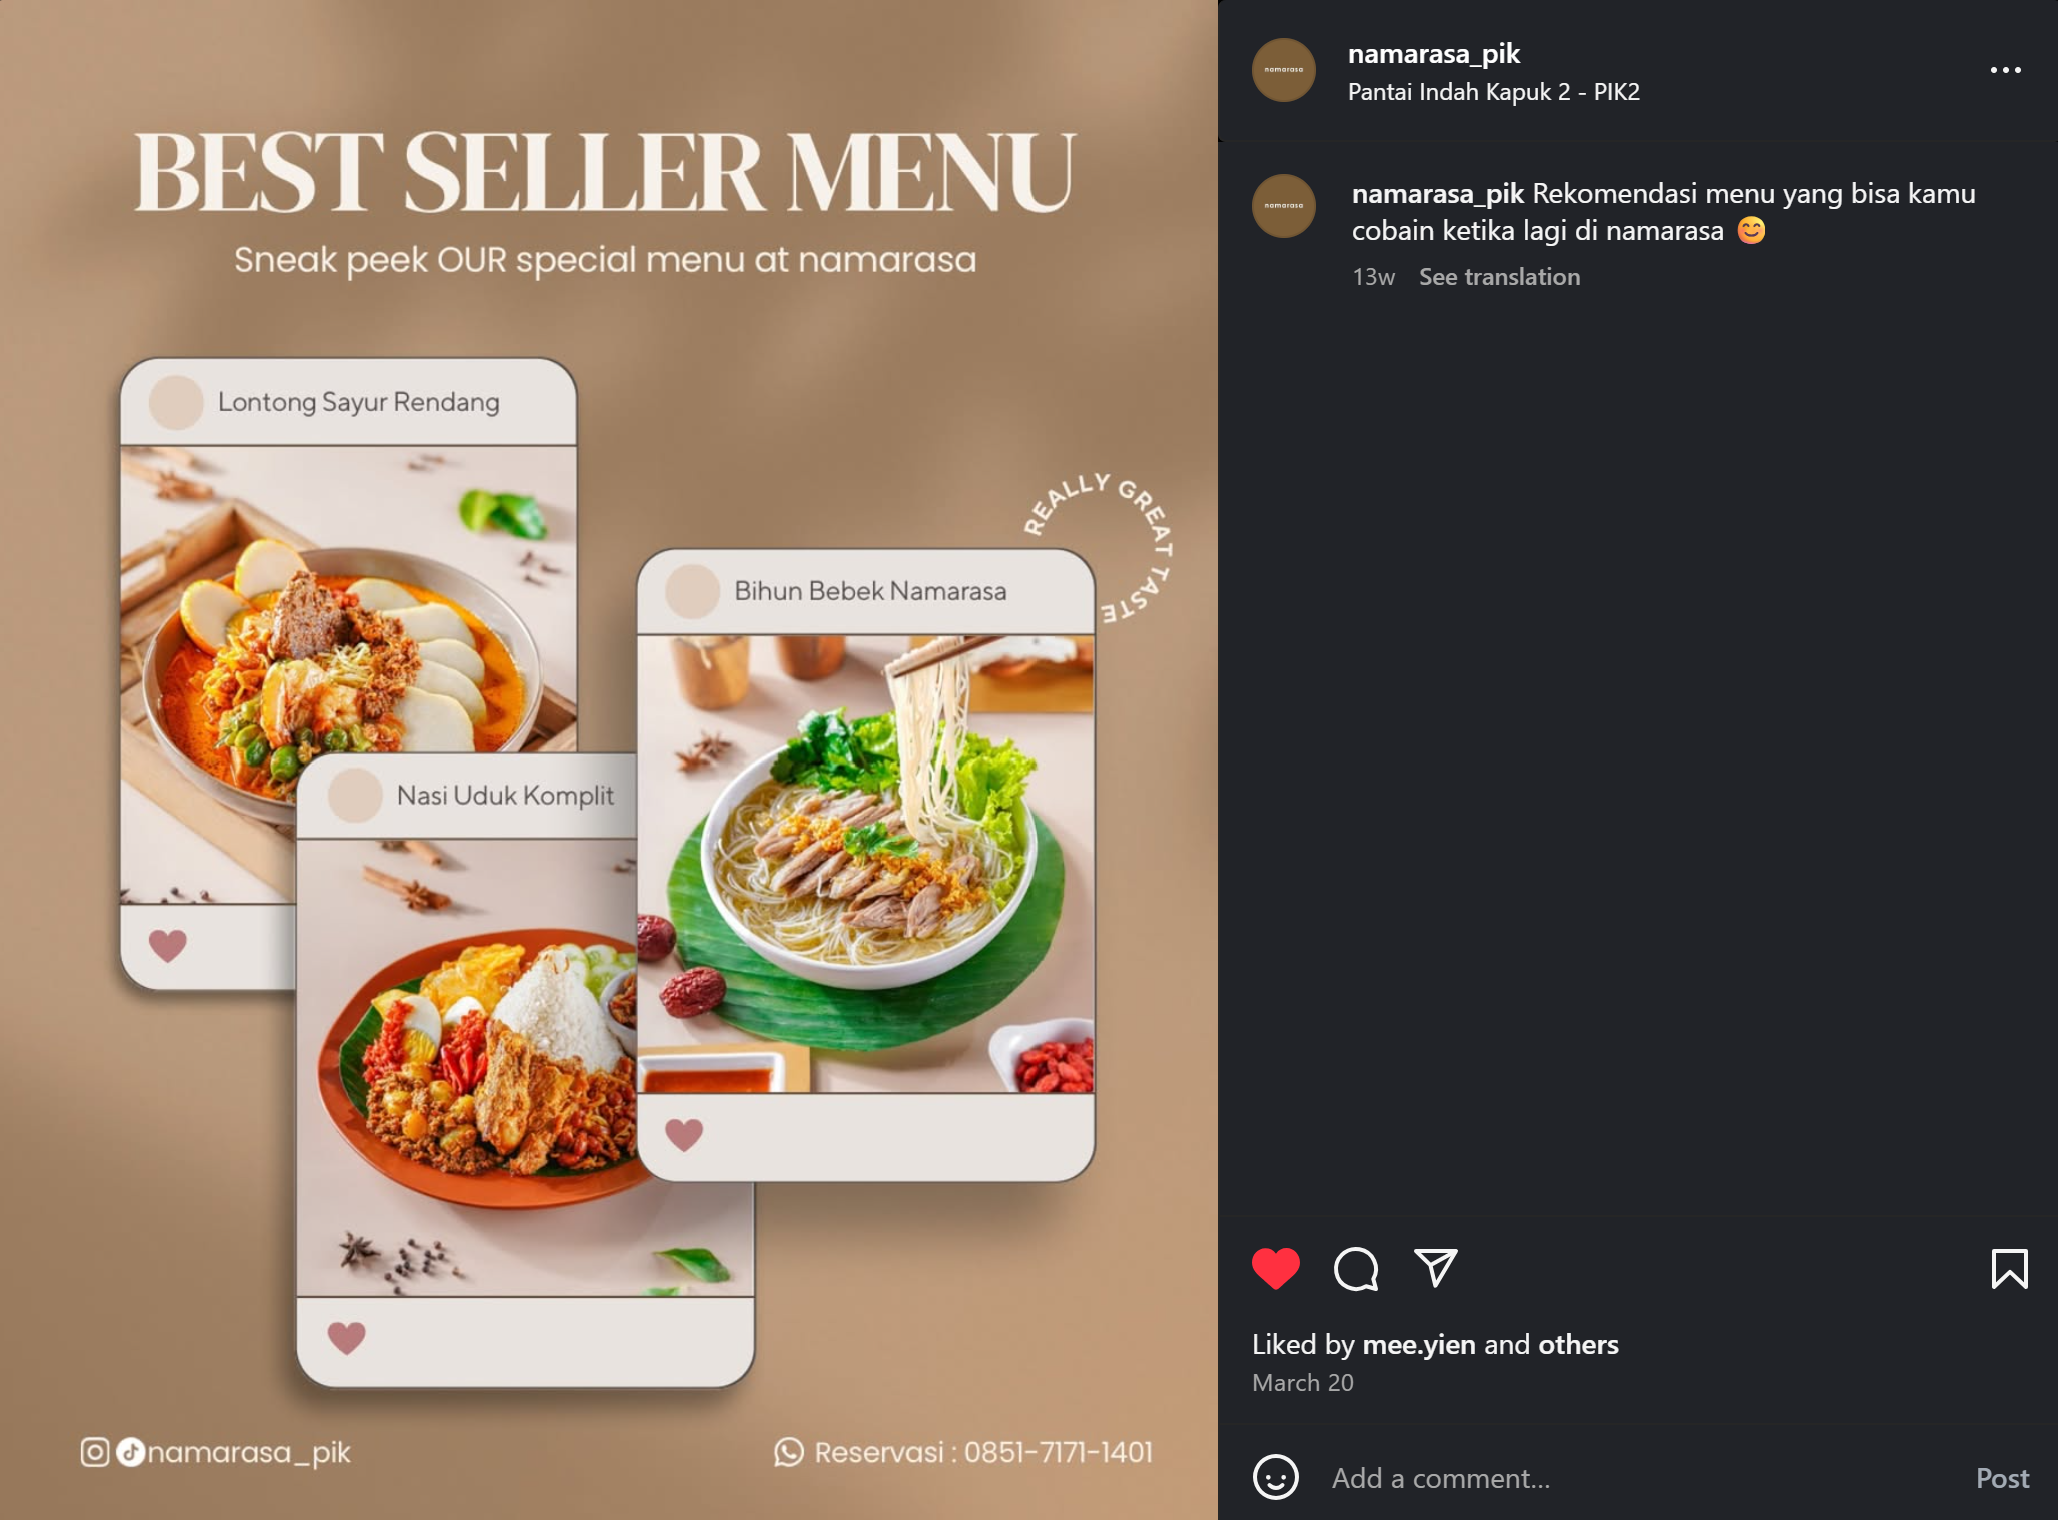 BEST SELLER MENU
Sneak peek OUR special menu at namarasa
Lontong Sayur Rendang
REALLY GREAT TASTE
Bihun Bebek Namarasa
Nasi Uduk Komplit
namarasa_pik
Reservasi : 0851-7171-1401
namarasa
namarasa_pik
Pantai Indah Kapuk 2 - PIK2
namarasa
namarasa_pik Rekomendasi menu yang bisa kamu
cobain ketika lagi di namarasa 😊
13w See translation
Liked by mee.yien and others
March 20
Add a comment...
Post